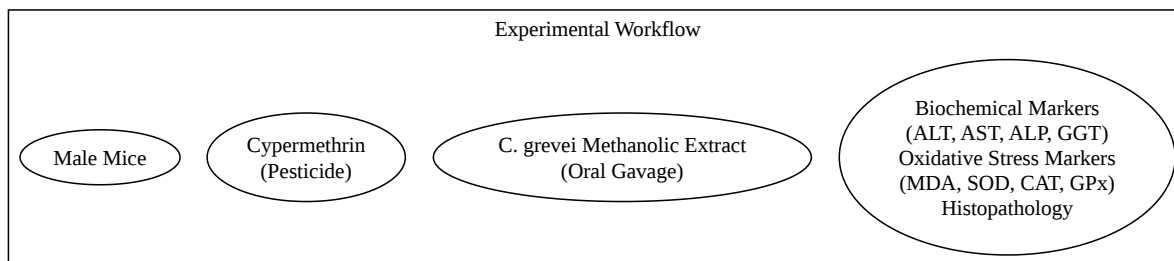 Experimental Workflow
Male Mice
Cypermethrin
(Pesticide)
C. grevei Methanolic Extract
(Oral Gavage)
Biochemical Markers
(ALT, AST, ALP, GGT)
Oxidative Stress Markers
(MDA, SOD, CAT, GPx)
Histopathology